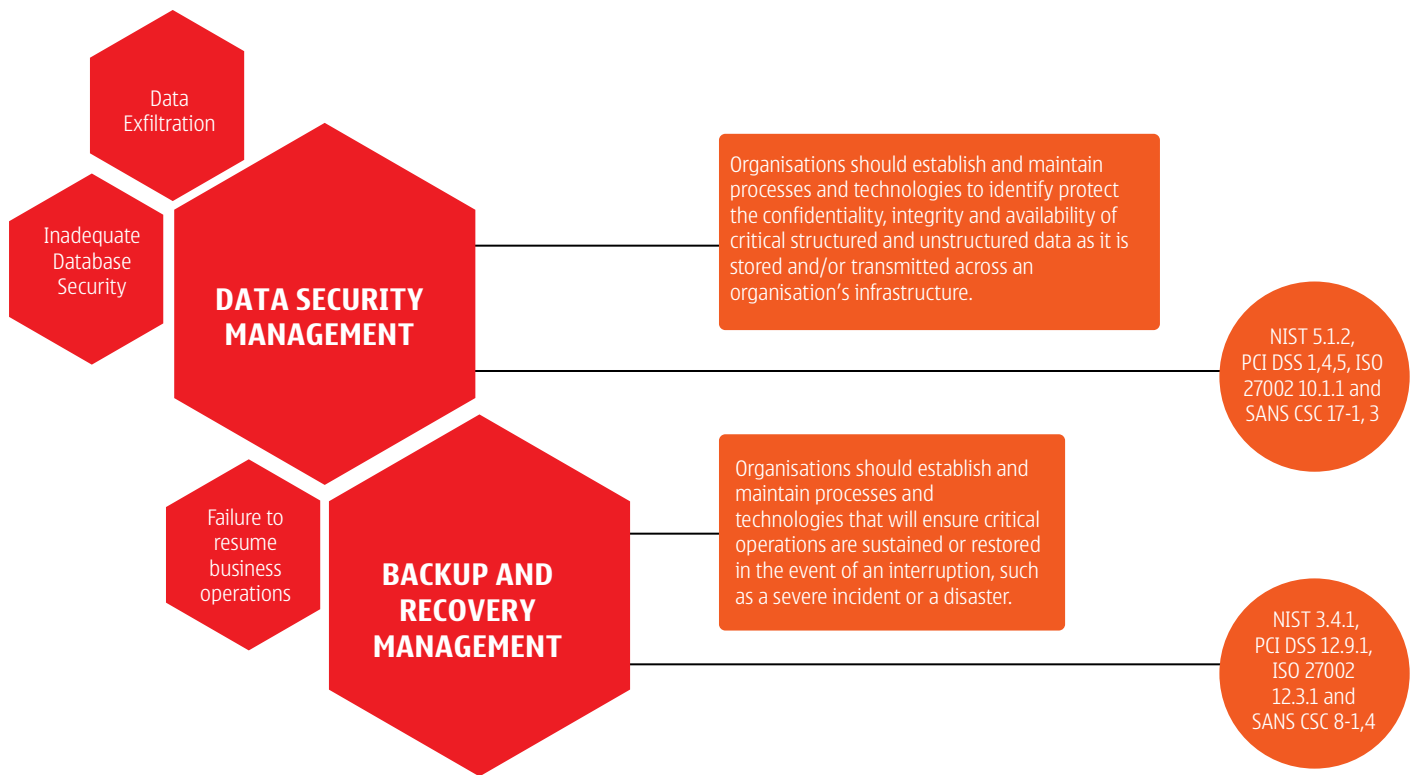 Data
Exfiltration
Inadequate
Database
Security
DATA SECURITY
MANAGEMENT
Organisations should establish and maintain
processes and technologies to identify protect
the confidentiality, integrity and availability of
critical structured and unstructured data as it is
stored and/or transmitted across an
organisation’s infrastructure.
NIST 5.1.2,
PCI DSS 1,4,5, ISO
27002 10.1.1 and
SANS CSC 17-1, 3
Failure to
resume
business
operations
BACKUP AND
RECOVERY
MANAGEMENT
Organisations should establish and
maintain processes and
technologies that will ensure critical
operations are sustained or restored
in the event of an interruption, such
as a severe incident or a disaster.
NIST 3.4.1,
PCI DSS 12.9.1,
ISO 27002
12.3.1 and
SANS CSC 8-1,4